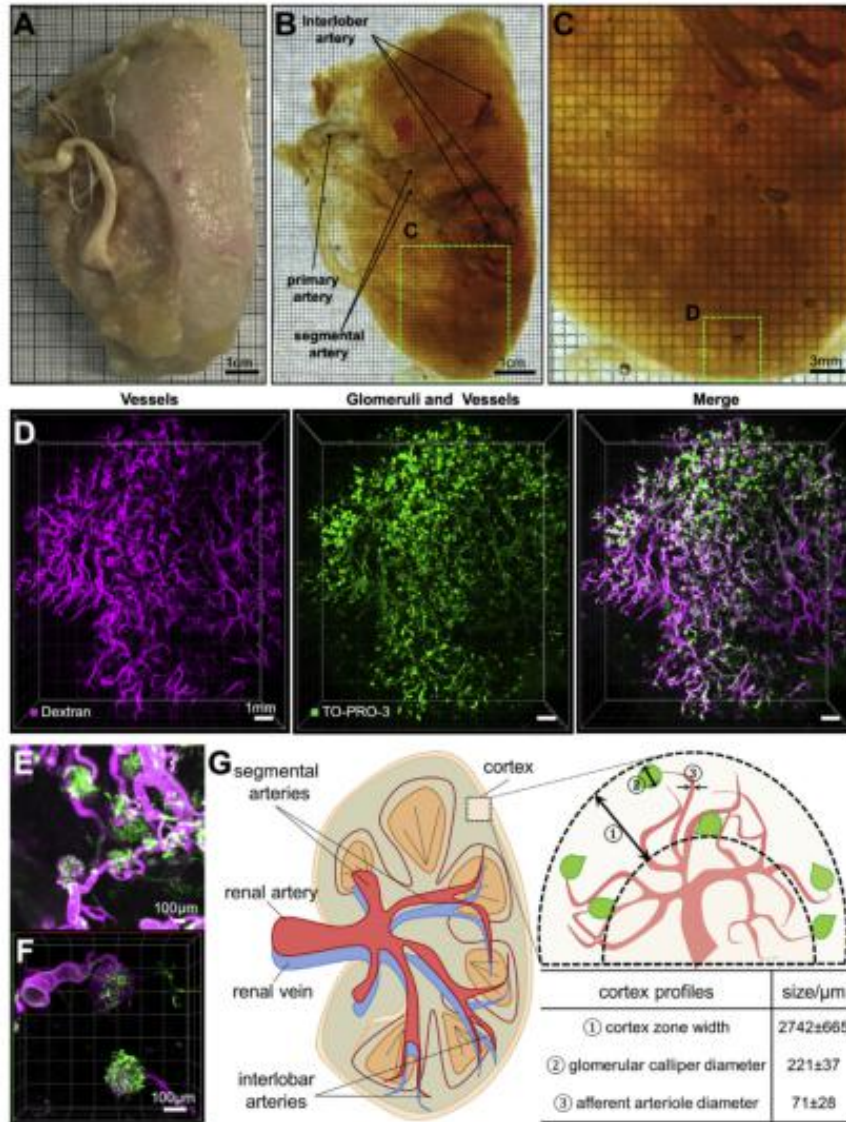 A
1cm
B
Interlober
artery
primary
artery
segmental
artery
C
1cm
C
D
3mm
Vessels
Glomeruli and Vessels
Merge
D
Dextran
1mm
TO-PRO-3
E
100μm
F
100μm
G
segmental
arteries
cortex
renal artery
renal vein
interlobar
arteries
①
②
③
cortex profiles size/μm
① cortex zone width 2742±665
② glomerular calliper diameter 221±37
③ afferent arteriole diameter 71±28